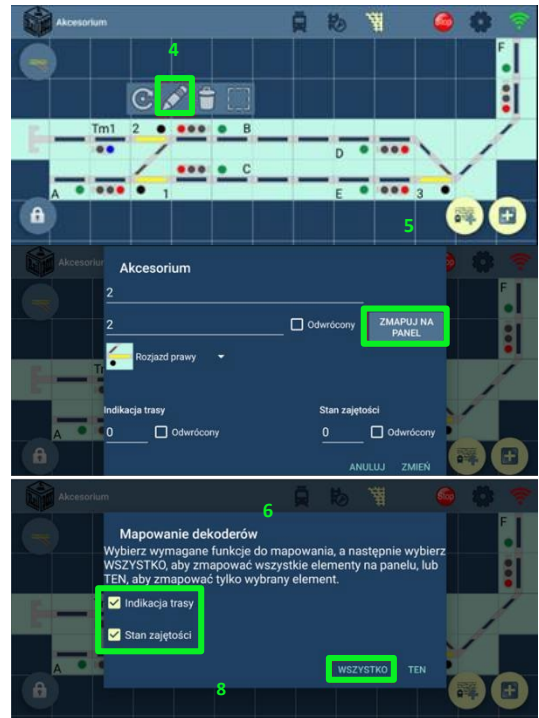 Akcesorium
Stop
4
F
Tm1 2 B
D
C
A 1 E 3
5
Akcesorium
Akcesorium
F
2
2 Odwrócony ZMAPUJ NA
PANEL
Rozjazd prawy
Indikacja trasy Stan zajętości
0 Odwrócony 0 Odwrócony
A
ANULUJ ZMIEŃ
Akcesorium
Stop
6
F
Mapowanie dekoderów
Wybierz wymagane funkcje do mapowania, a następnie wybierz
WSZYSTKO, aby zmapować wszystkie elementy na panelu, lub
TEN, aby zmapować tylko wybrany element.
Indikacja trasy
Stan zajętości
A
WSZYSTKO TEN
8